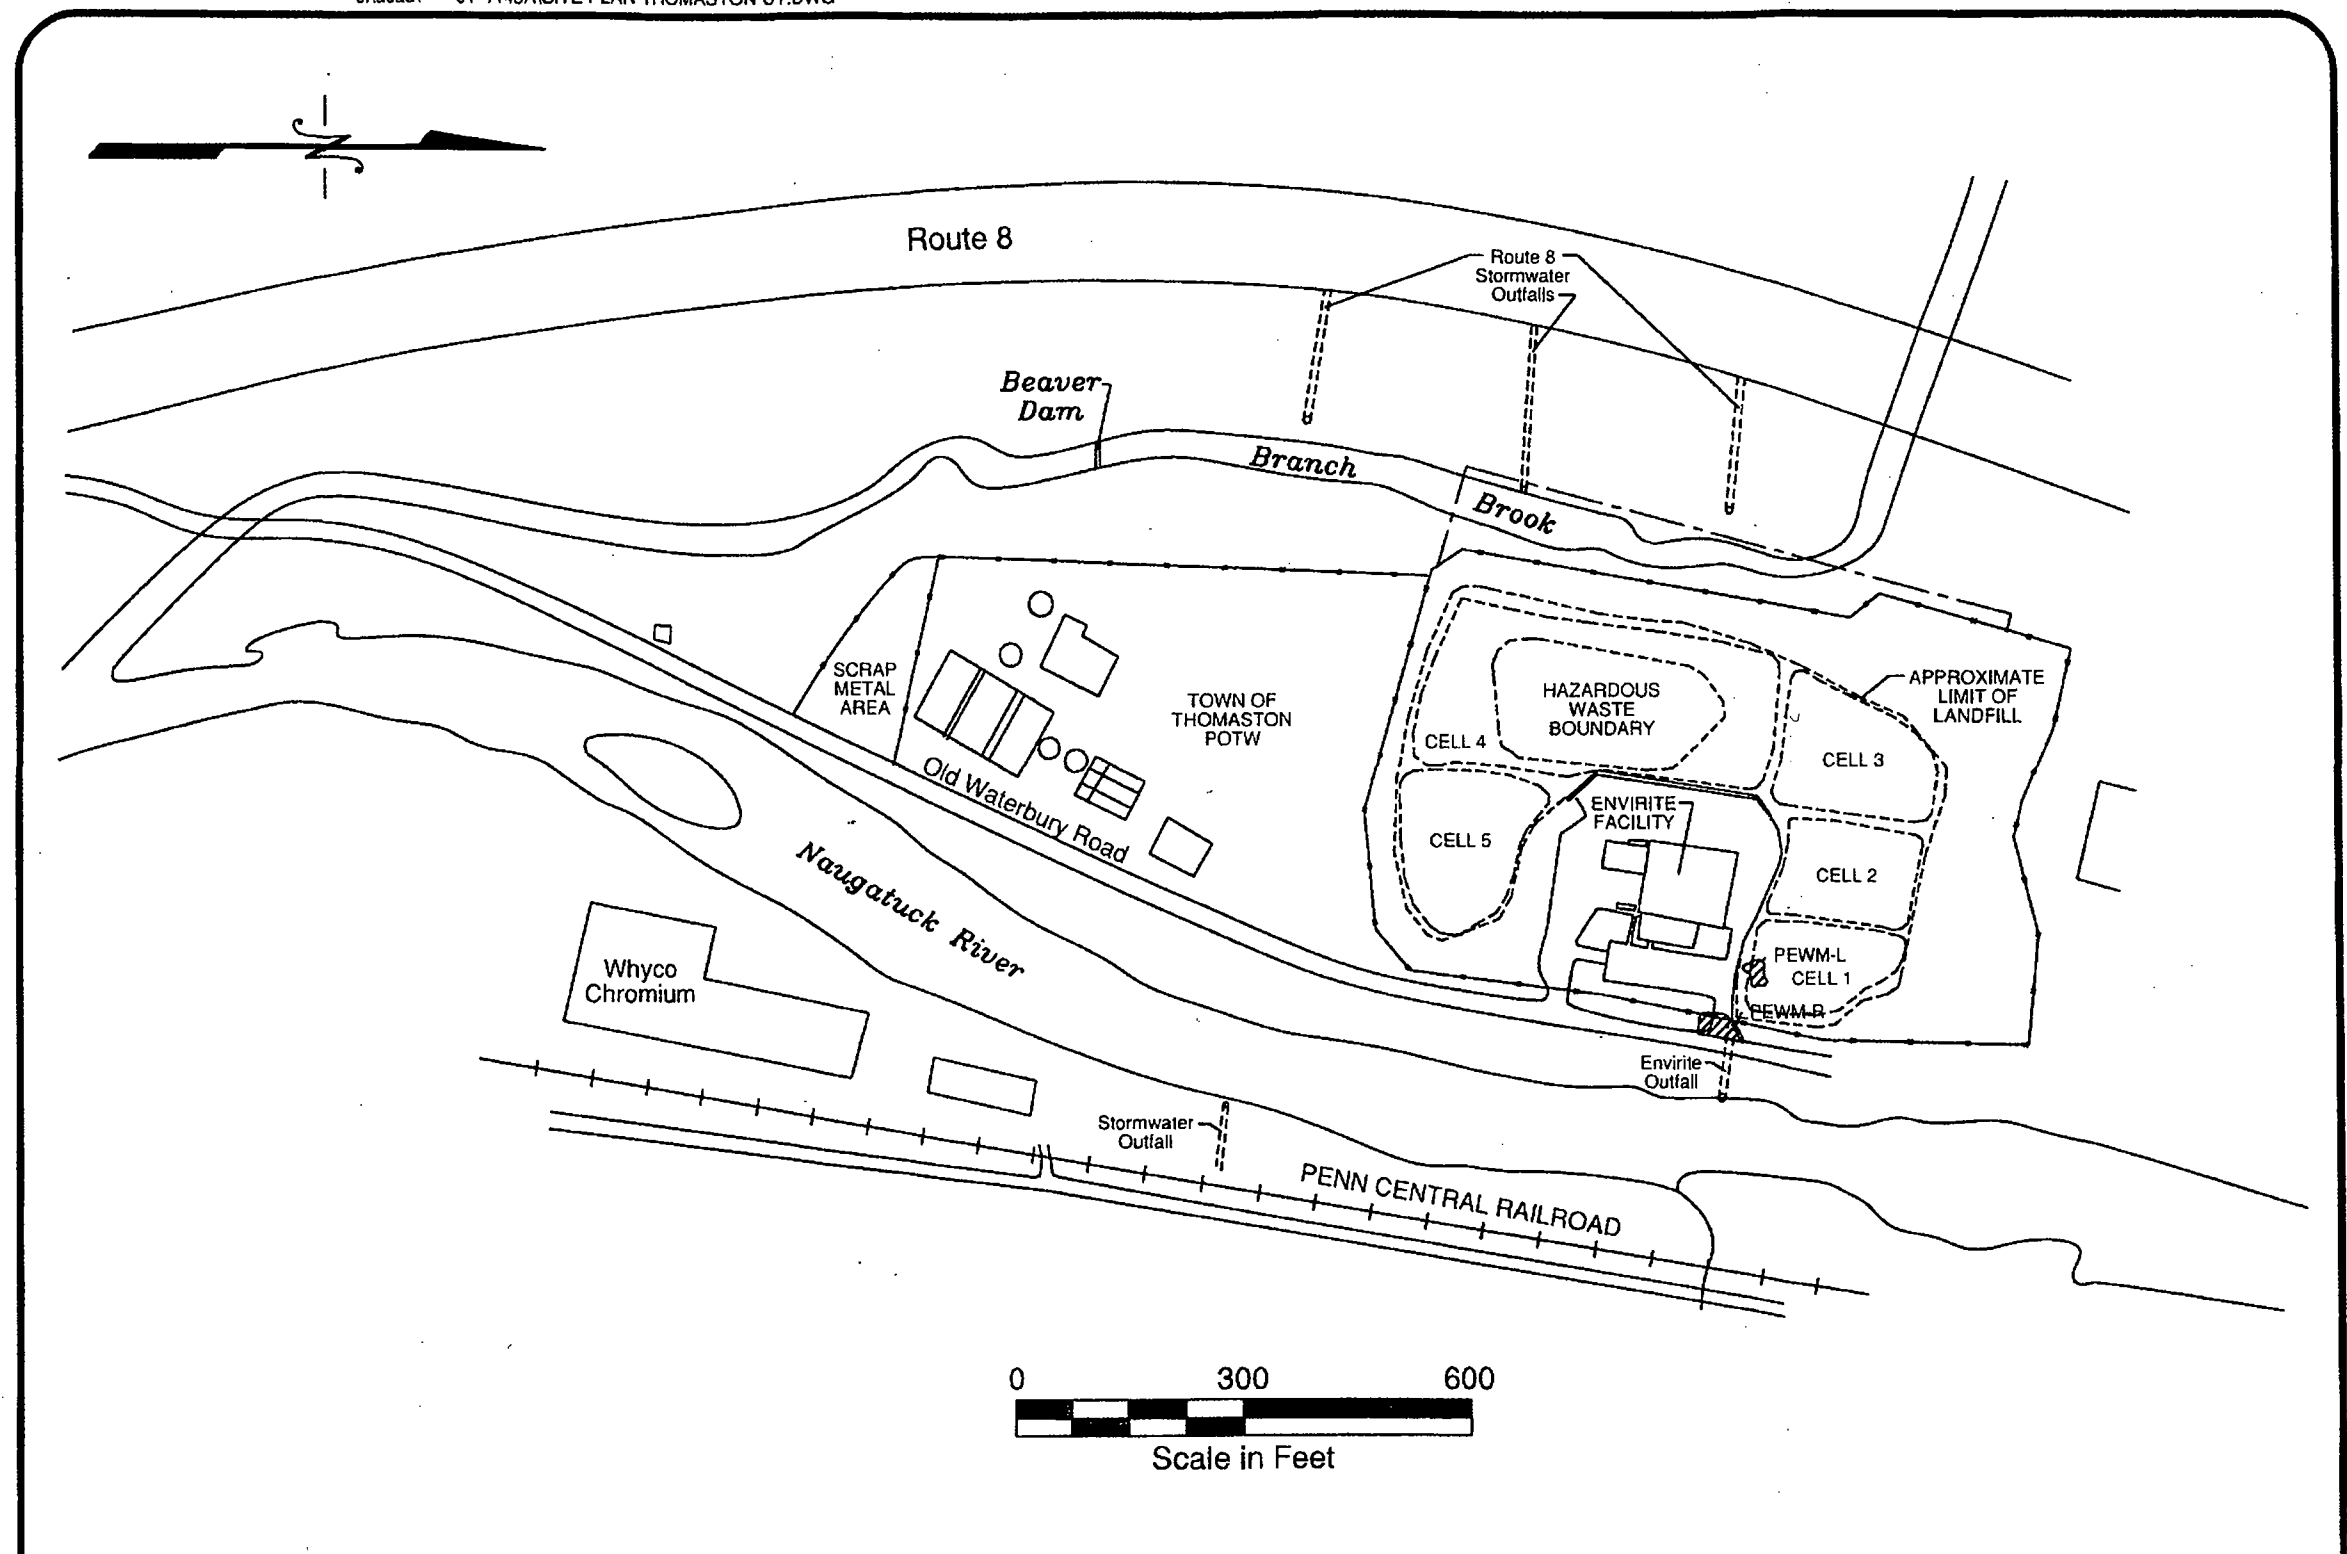 PLAN THOMASTON
Route 8
Route 8
Stormwater
Outfalls
Beaver
Dam
Branch
Brook
SCRAP
METAL
AREA
TOWN OF
THOMASTON
POTW
HAZARDOUS
WASTE
BOUNDARY
APPROXIMATE
LIMIT OF
LANDFILL
CELL 4
CELL 3
Old Waterbury Road
ENVIRITE
FACILITY
CELL 5
CELL 2
Naugatuck River
PEWM-L
CELL 1
Whyco
Chromium
PEWM-R
Envirite
Outfall
Stormwater
Outfall
PENN CENTRAL RAILROAD
0 300 600
Scale in Feet